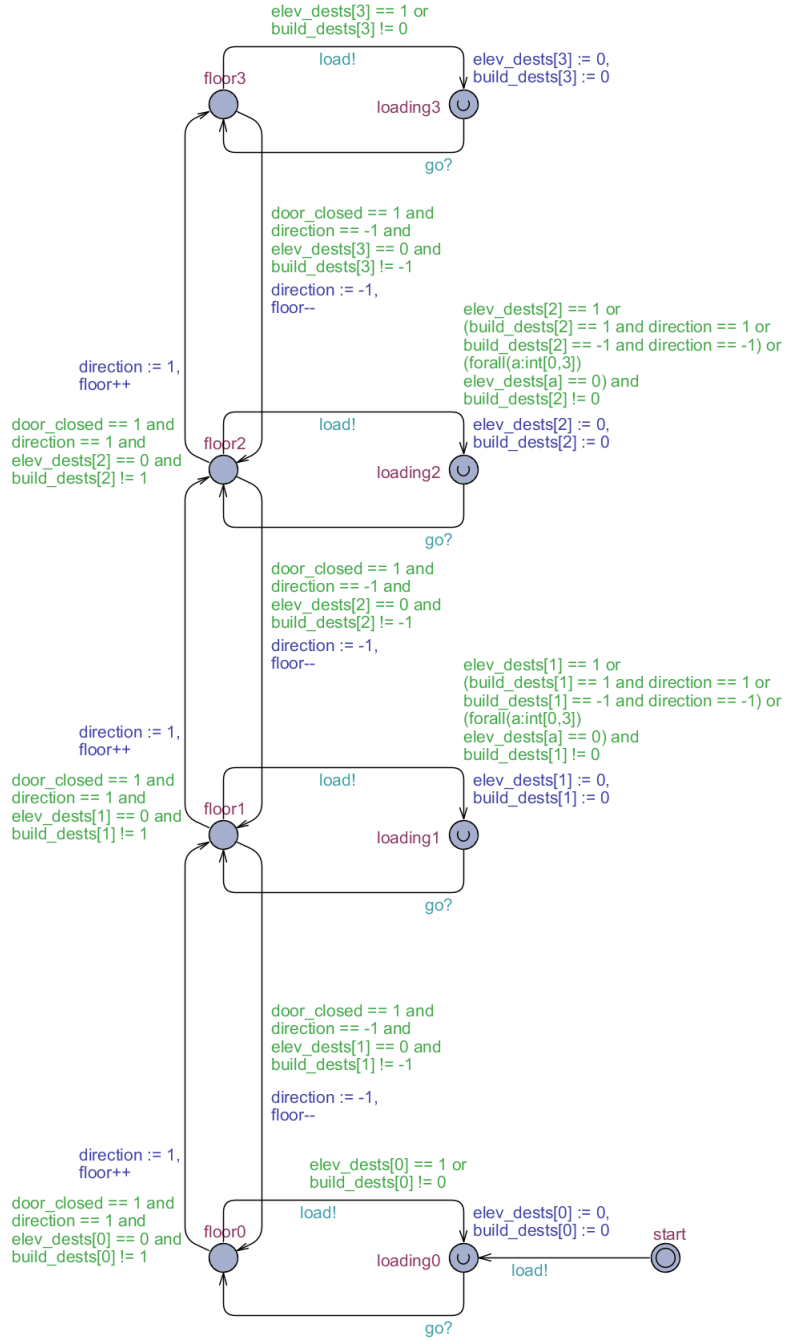 elev_dests[3] == 1 or
build_dests[3] != 0
load!
elev_dests[3] := 0,
build_dests[3] := 0
floor3
loading3
go?
door_closed == 1 and
direction == -1 and
elev_dests[3] == 0 and
build_dests[3] != -1
direction := -1,
floor--
elev_dests[2] == 1 or
(build_dests[2] == 1 and direction == 1 or
build_dests[2] == -1 and direction == -1) or
(forall(a:int[0,3])
elev_dests[a] == 0) and
build_dests[2] != 0
direction := 1,
floor++
door_closed == 1 and
direction == 1 and
elev_dests[2] == 0 and
build_dests[2] != 1
load!
elev_dests[2] := 0,
build_dests[2] := 0
floor2
loading2
go?
door_closed == 1 and
direction == -1 and
elev_dests[2] == 0 and
build_dests[2] != -1
direction := -1,
floor--
elev_dests[1] == 1 or
(build_dests[1] == 1 and direction == 1 or
build_dests[1] == -1 and direction == -1) or
(forall(a:int[0,3])
elev_dests[a] == 0) and
build_dests[1] != 0
direction := 1,
floor++
door_closed == 1 and
direction == 1 and
elev_dests[1] == 0 and
build_dests[1] != 1
load!
elev_dests[1] := 0,
build_dests[1] := 0
floor1
loading1
go?
door_closed == 1 and
direction == -1 and
elev_dests[1] == 0 and
build_dests[1] != -1
direction := -1,
floor--
direction := 1,
floor++
elev_dests[0] == 1 or
build_dests[0] != 0
door_closed == 1 and
direction == 1 and
elev_dests[0] == 0 and
build_dests[0] != 1
load!
elev_dests[0] := 0,
build_dests[0] := 0
floor0
start
loading0
load!
go?